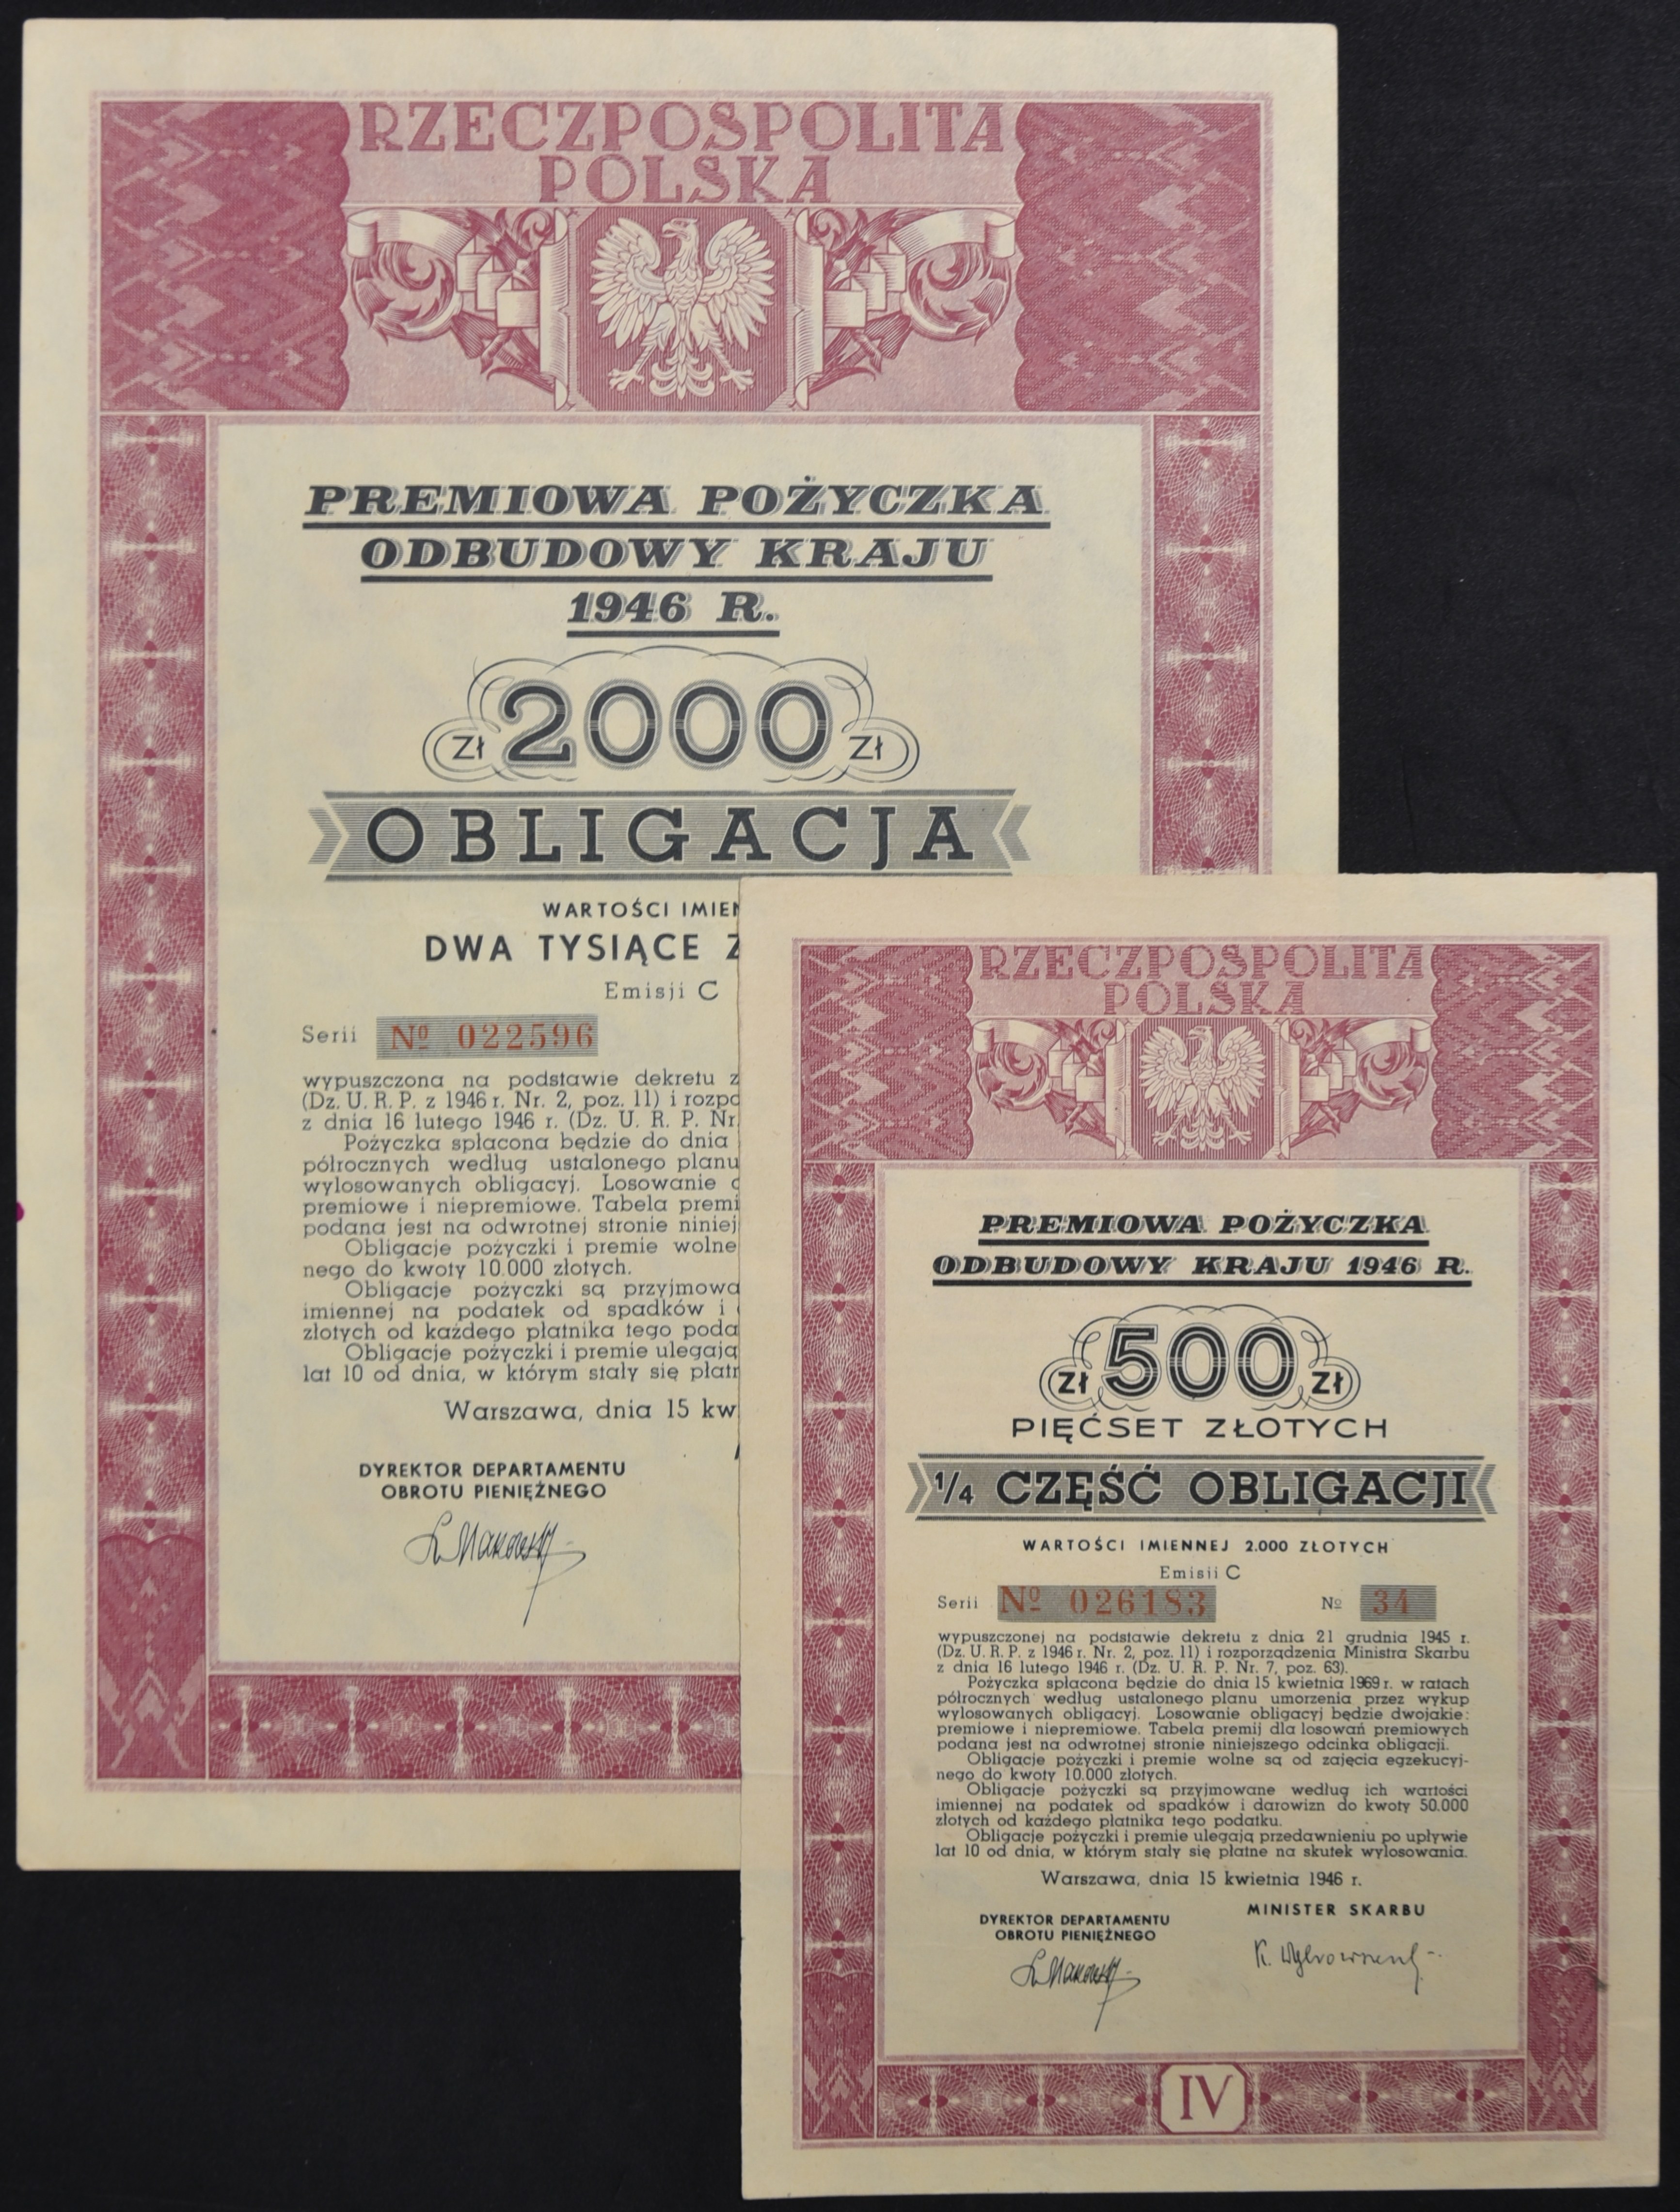 RZECZPOSPOLITA
POLSKA
PREMIOWA POŻYCZKA
ODBUDOWY KRAJU
1946 R.
Zł 2000 Zł
OBLIGACJA
WARTOŚCI IMIEN
DWA TYSIĄCE Z
Emisji C
Serii Nº 022596
wypuszczona na podstawie dekretu z
(Dz. U. R. P. z 1946 r. Nr. 2, poz. 11) i rozpo
z dnia 16 lutego 1946 r. (Dz. U. R. P. Nr.
Pożyczka spłacona będzie do dnia
półrocznych według ustalonego planu
wylosowanych obligacyj. Losowanie o
premiowe i niepremiowe. Tabela premi
podana jest na odwrotnej stronie niniej
Obligacje pożyczki i premie wolne
nego do kwoty 10.000 złotych.
Obligacje pożyczki są przyjmowa
imiennej na podatek od spadków i
złotych od każdego płatnika tego poda
Obligacje pożyczki i premie ulegają
lat 10 od dnia, w którym stały się płatn
Warszawa, dnia 15 kw
DYREKTOR DEPARTAMENTU
OBROTU PIENIĘŻNEGO
RZECZPOSPOLITA
POLSKA
PREMIOWA POŻYCZKA
ODBUDOWY KRAJU 1946 R.
Zł 500 Zł
PIĘĆSET ZŁOTYCH
1/4 CZĘŚĆ OBLIGACJI
WARTOŚCI IMIENNEJ 2.000 ZŁOTYCH
Emisji C
Serii Nº 026183 Nº 34
wypuszczonej na podstawie dekretu z dnia 21 grudnia 1945 r.
(Dz. U. R. P. z 1946 r. Nr. 2, poz. 11) i rozporządzenia Ministra Skarbu
z dnia 16 lutego 1946 r. (Dz. U. R. P. Nr. 7, poz. 63).
Pożyczka spłacona będzie do dnia 15 kwietnia 1969 r. w ratach
półrocznych według ustalonego planu umorzenia przez wykup
wylosowanych obligacyj. Losowanie obligacyj będzie dwojakie:
premiowe i niepremiowe. Tabela premij dla losowań premiowych
podana jest na odwrotnej stronie niniejszego odcinka obligacji.
Obligacje pożyczki i premie wolne są od zajęcia egzekucyj-
nego do kwoty 10.000 złotych.
Obligacje pożyczki są przyjmowane według ich wartości
imiennej na podatek od spadków i darowizn do kwoty 50.000
złotych od każdego płatnika tego podatku.
Obligacje pożyczki i premie ulegają przedawnieniu po upływie
lat 10 od dnia, w którym stały się płatne na skutek wylosowania.
Warszawa, dnia 15 kwietnia 1946 r.
DYREKTOR DEPARTAMENTU
OBROTU PIENIĘŻNEGO
MINISTER SKARBU
IV